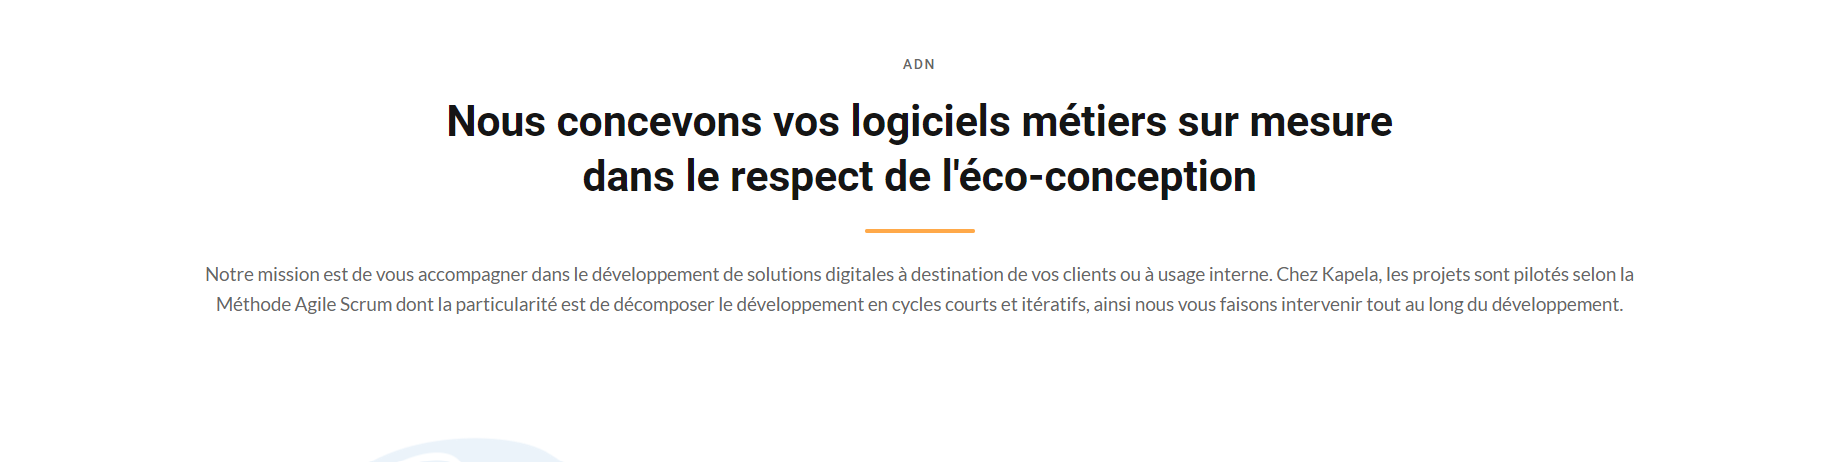 ADN
Nous concevons vos logiciels métiers sur mesure
dans le respect de l'éco-conception
Notre mission est de vous accompagner dans le développement de solutions digitales à destination de vos clients ou à usage interne. Chez Kapela, les projets sont pilotés selon la
Méthode Agile Scrum dont la particularité est de décomposer le développement en cycles courts et itératifs, ainsi nous vous faisons intervenir tout au long du développement.